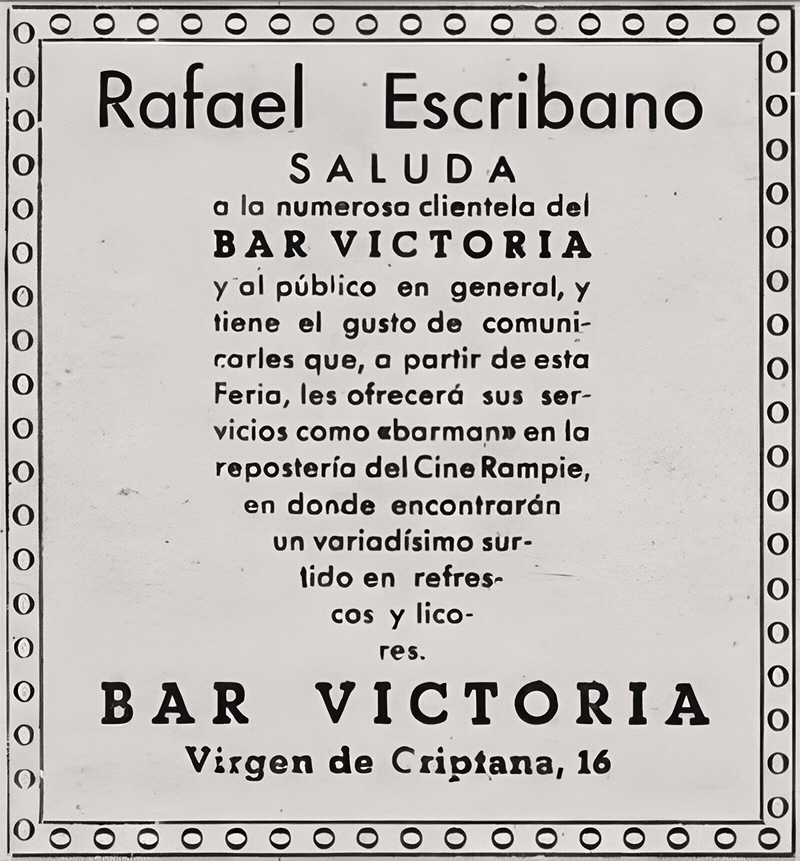 Rafael Escribano
SALUDA
a la numerosa clientela del
BAR VICTORIA
y al público en general, y
tiene el gusto de comuni-
carles que, a partir de esta
Feria, les ofrecerá sus ser-
vicios como «barman» en la
repostería del Cine Rampie,
en donde encontrarán
un variadísimo sur-
tido en refres-
cos y lico-
res.
BAR VICTORIA
Virgen de Criptana, 16